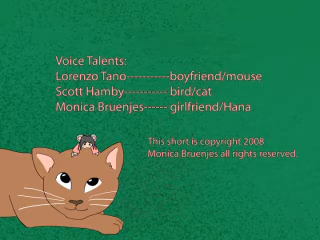 Voice Talents:
Lorenzo Tano-----------boyfriend/mouse
Scott Hamby----------- bird/cat
Monica Bruenjes------ girlfriend/Hana
This short is copyright 2008
Monica Bruenjes all rights reserved.